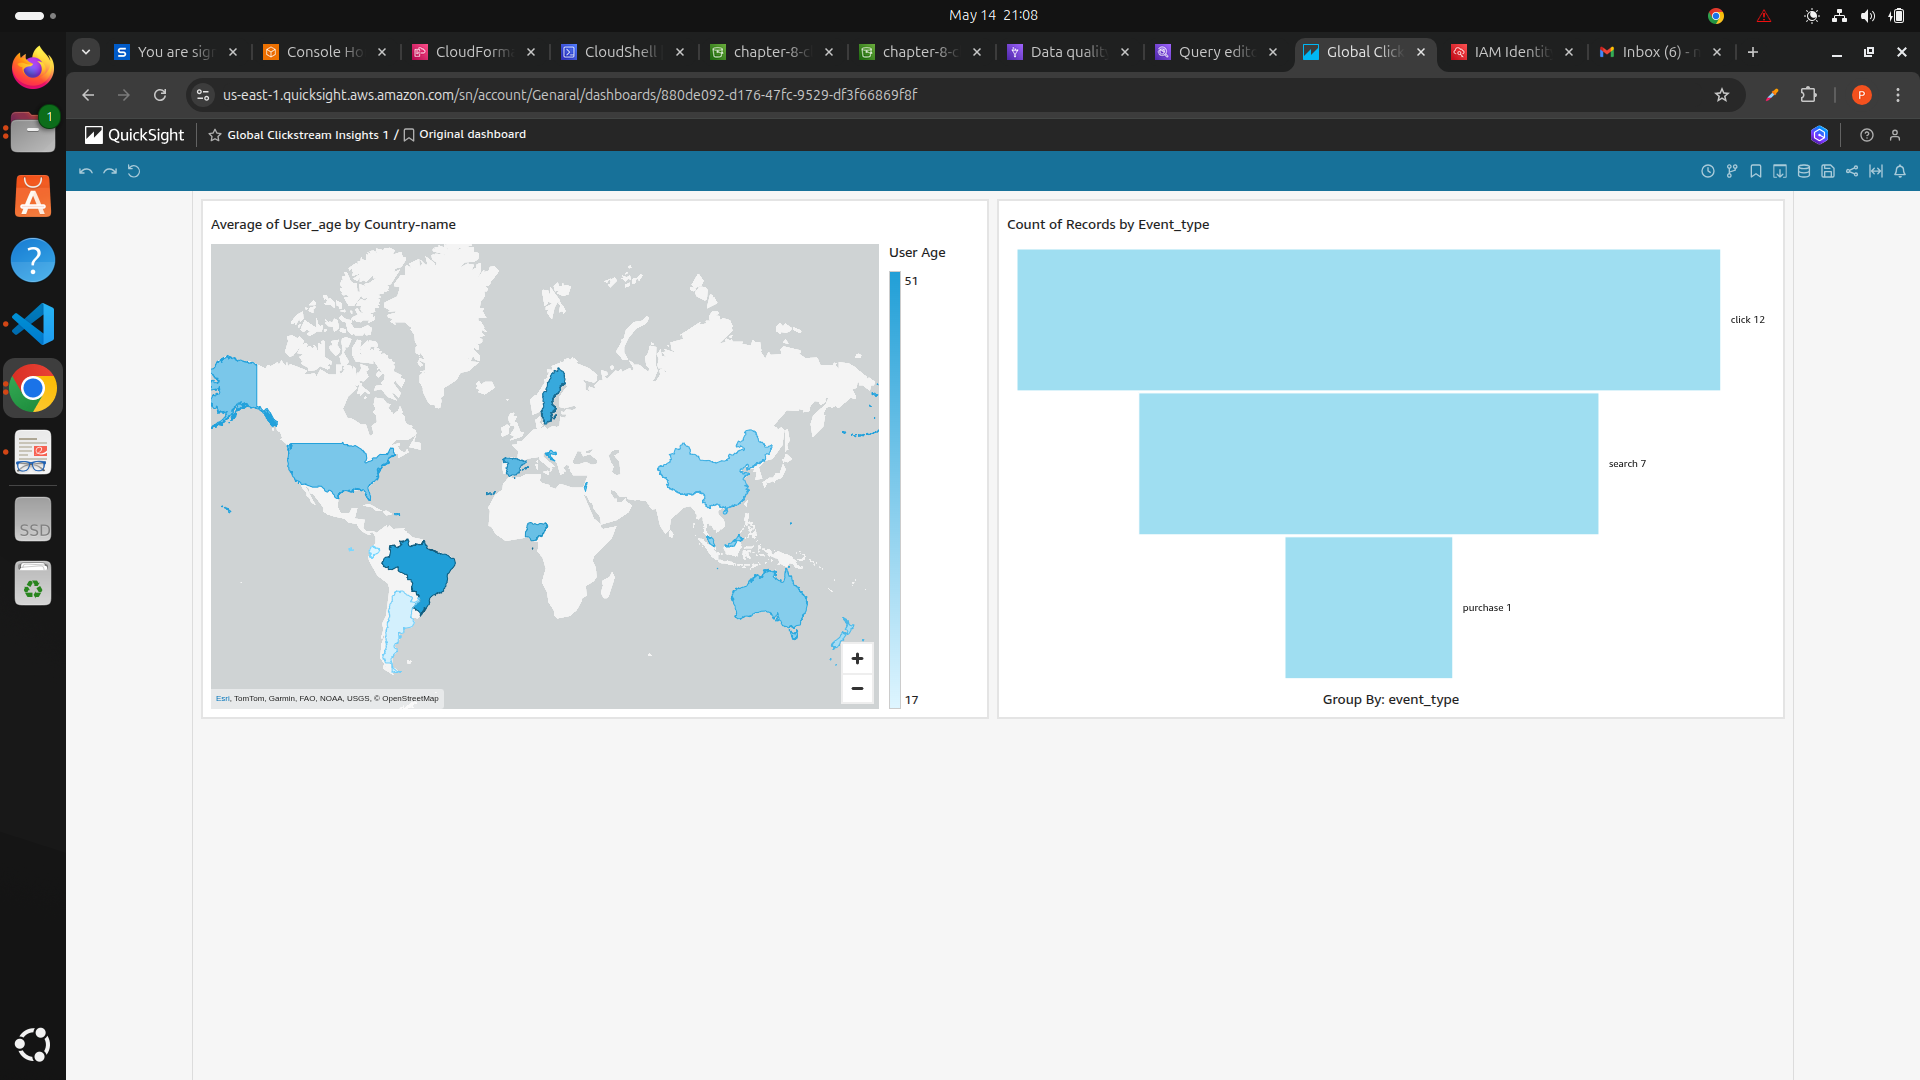 May 14 21:08
You are sig
Console Ho
CloudForm
CloudShell
chapter-8-c
chapter-8-c
Data quality
Query edito
Global Click
IAM Identit
Inbox (6) - n
us-east-1.quicksight.aws.amazon.com/sn/account/Genaral/dashboards/880de092-d176-47fc-9529-df3f66869f8f
P
1
QuickSight
Global Clickstream Insights 1 / Original dashboard
Average of User_age by Country-name
User Age
51
17
Esri, TomTom, Garmin, FAO, NOAA, USGS, © OpenStreetMap
Count of Records by Event_type
click 12
search 7
purchase 1
Group By: event_type
SSD